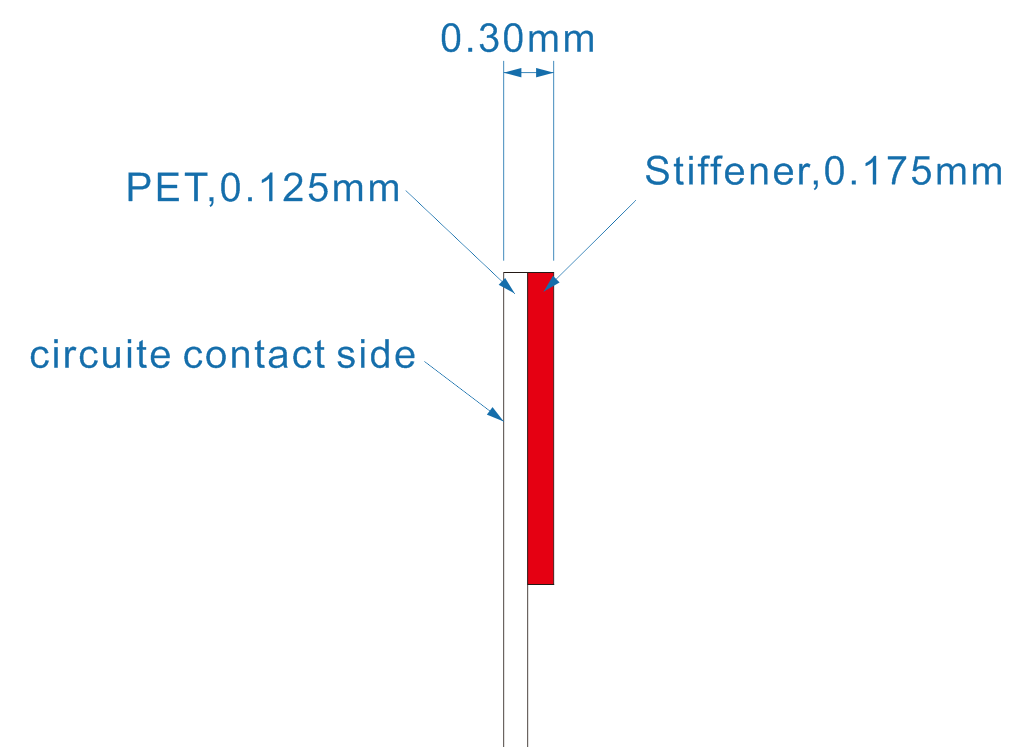 0.30mm
PET,0.125mm
Stiffener,0.175mm
circuite contact side